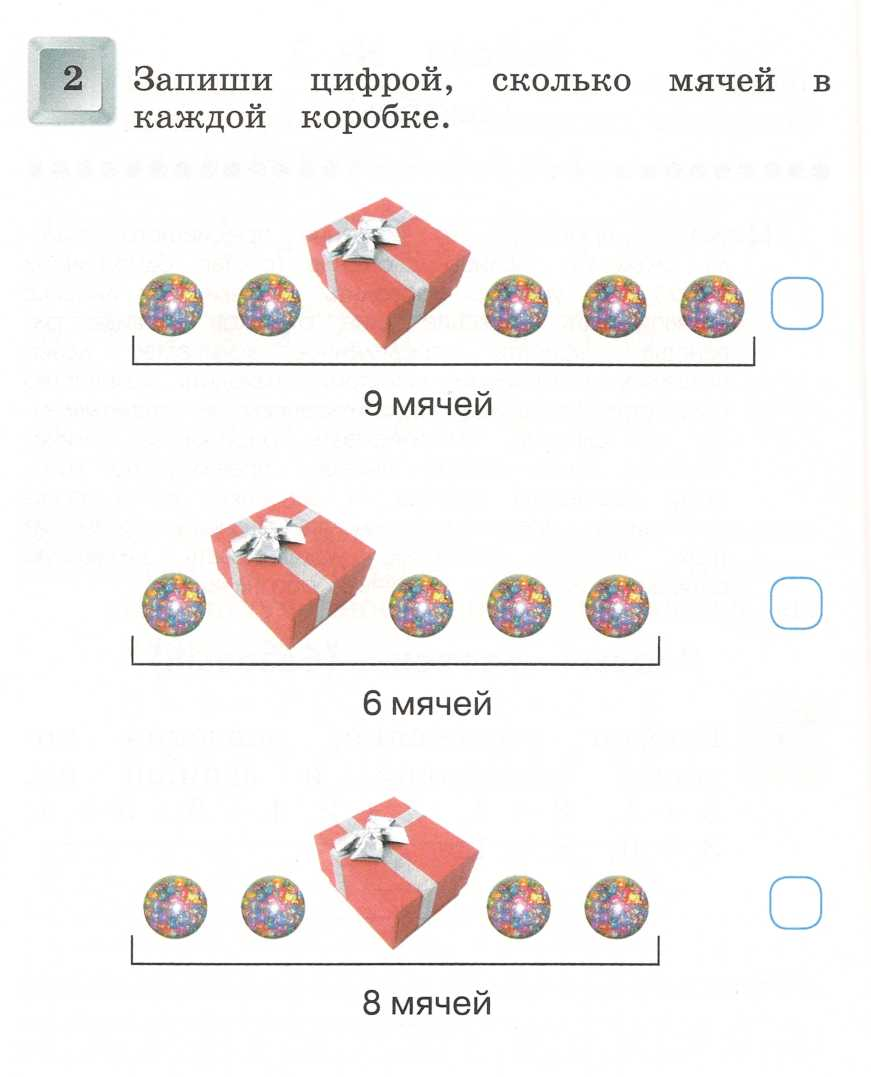 2
Запиши цифрой, сколько мячей в
каждой коробке.
9 мячей
6 мячей
8 мячей